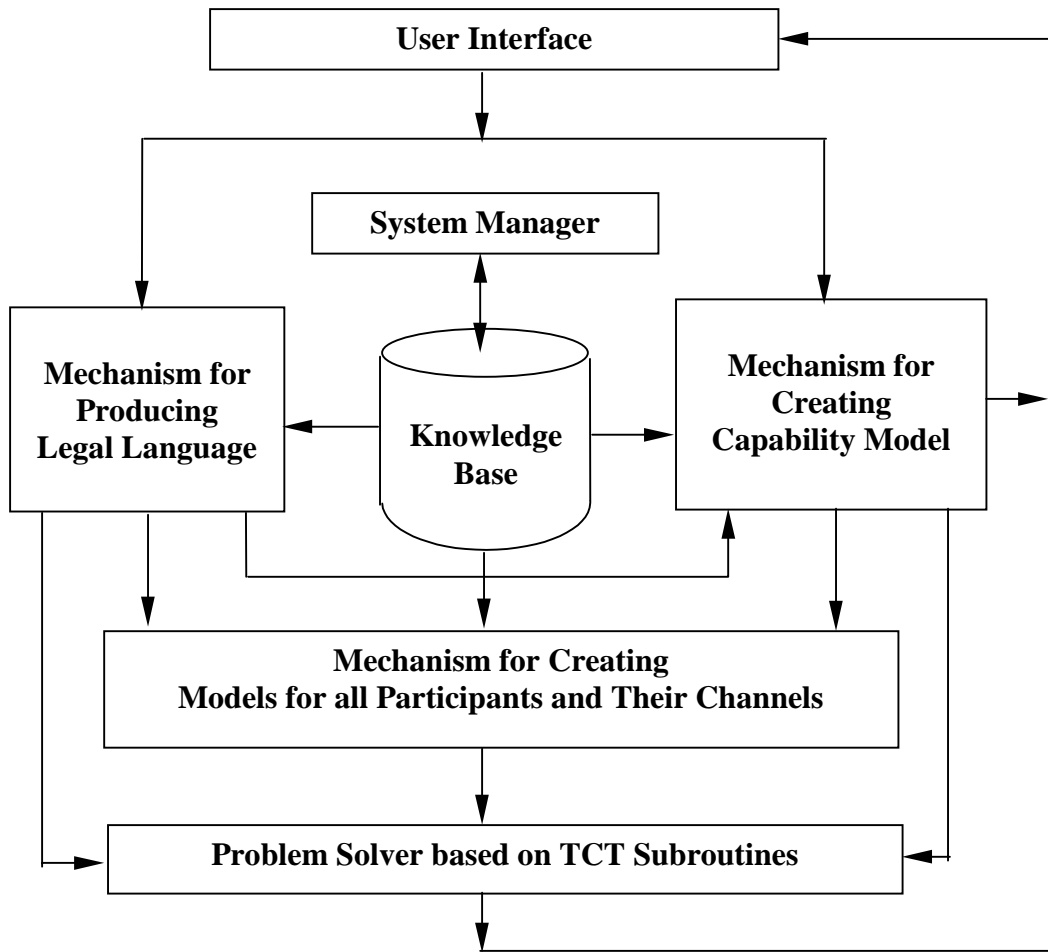 User Interface
System Manager
Mechanism for
Producing
Legal Language
Knowledge
Base
Mechanism for
Creating
Capability Model
Mechanism for Creating
Models for all Participants and Their Channels
Problem Solver based on TCT Subroutines